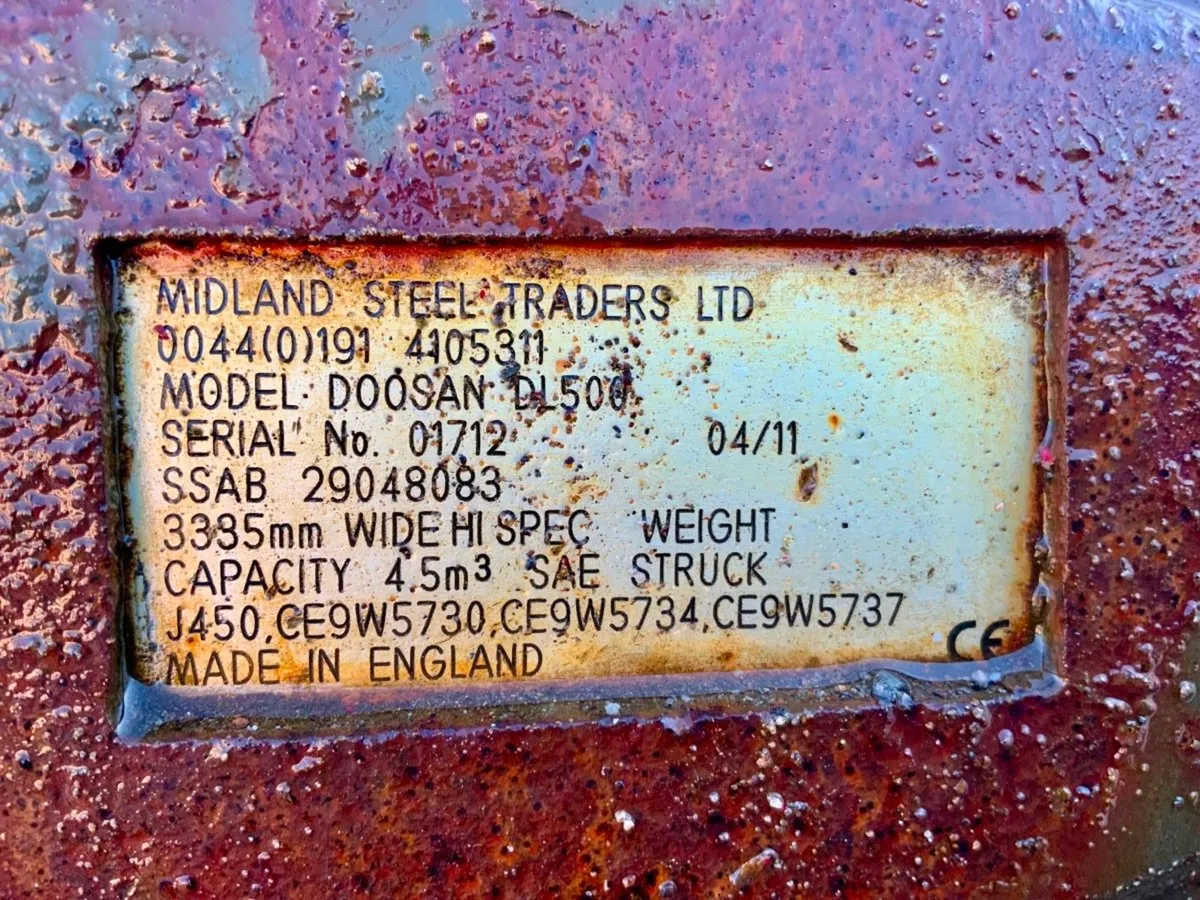 MIDLAND STEEL TRADERS LTD
0044(0)191 4105311
MODEL DOOSAN DL500
SERIAL No. 01712 04/11
SSAB 29048083
3335mm WIDE HI SPEC WEIGHT
CAPACITY 4.5m³ SAE STRUCK
J450,CE9W5730,CE9W5734,CE9W5737
MADE IN ENGLAND CE